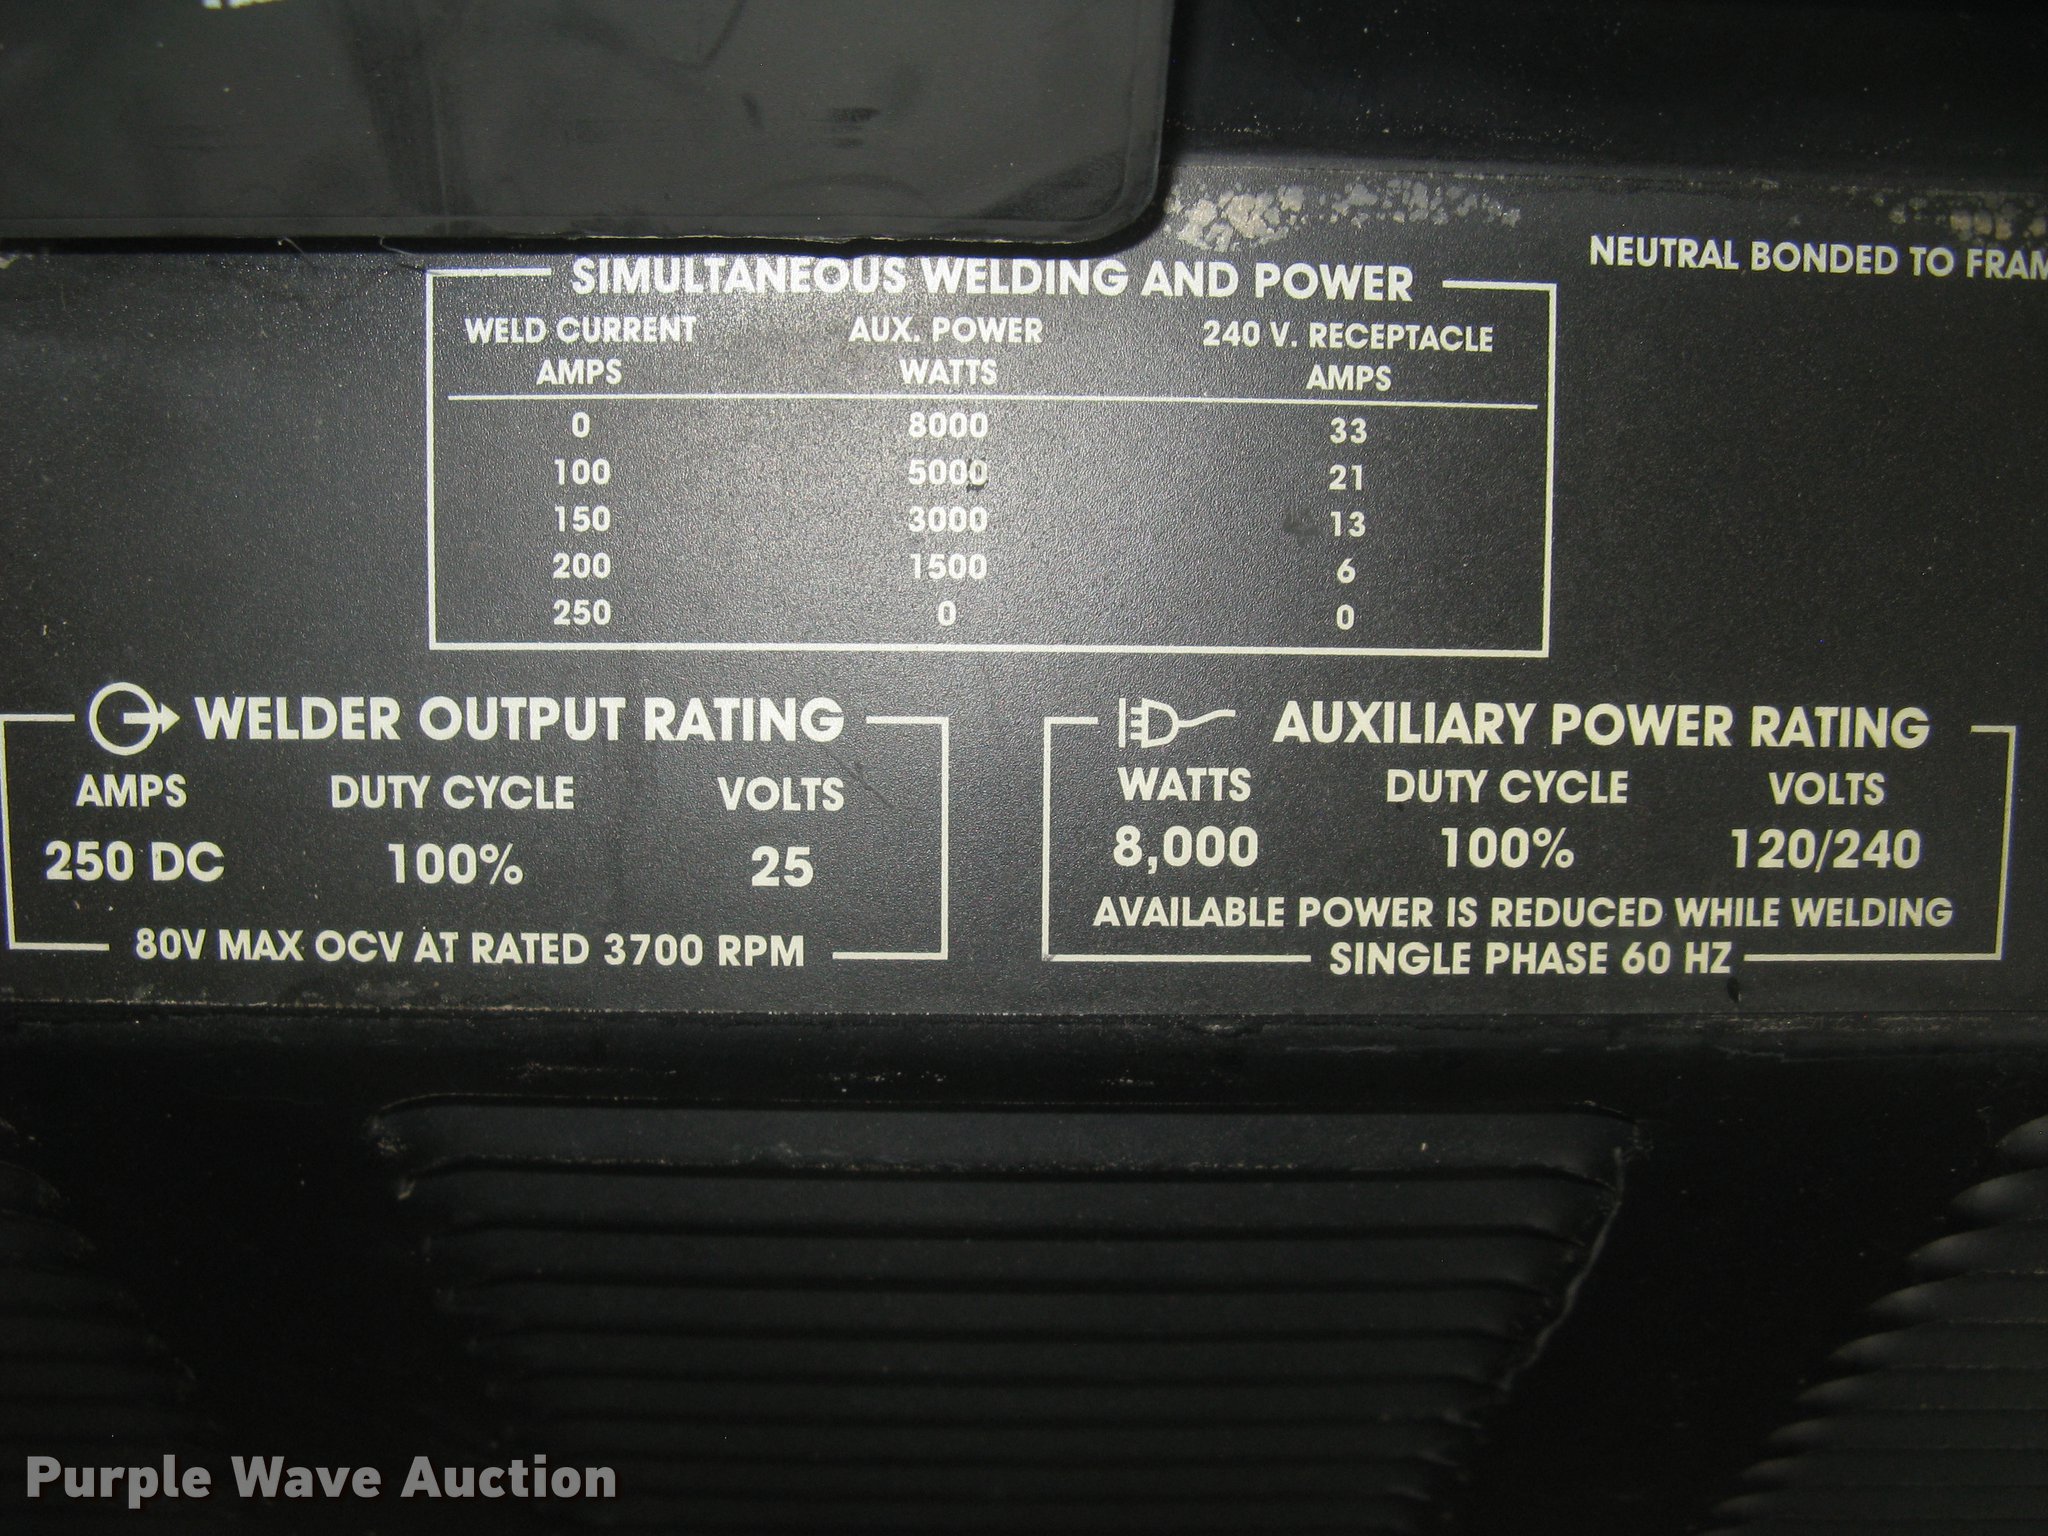 NEUTRAL BONDED TO
SIMULTANEOUS WELDING AND POWER
WELD CURRENT AUX. POWER 240 V. RECEPTACLE
AMPS WATTS AMPS
0 8000 33
100 5000 21
150 3000 13
200 1500 6
250 0 0
WELDER OUTPUT RATING
AMPS DUTY CYCLE VOLTS
250 DC 100% 25
80V MAX OCV AT RATED 3700 RPM
AUXILIARY POWER RATING
WATTS DUTY CYCLE VOLTS
8,000 100% 120/240
AVAILABLE POWER IS REDUCED WHILE WELDING
SINGLE PHASE 60 HZ
Purple Wave Auction